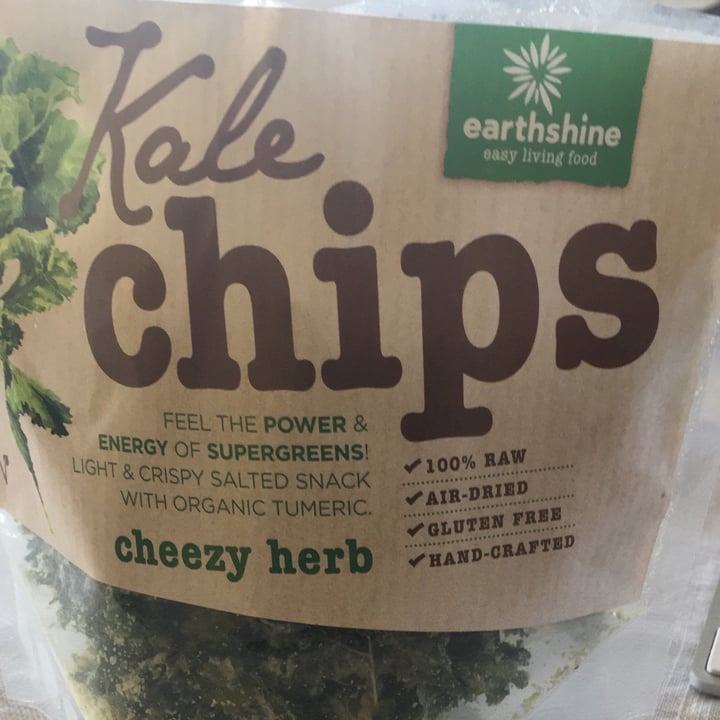 earthshine
easy living food
Kale
chips
FEEL THE POWER &
ENERGY OF SUPERGREENS!
LIGHT & CRISPY SALTED SNACK
WITH ORGANIC TUMERIC.
cheezy herb
100% RAW
AIR-DRIED
GLUTEN FREE
HAND-CRAFTED